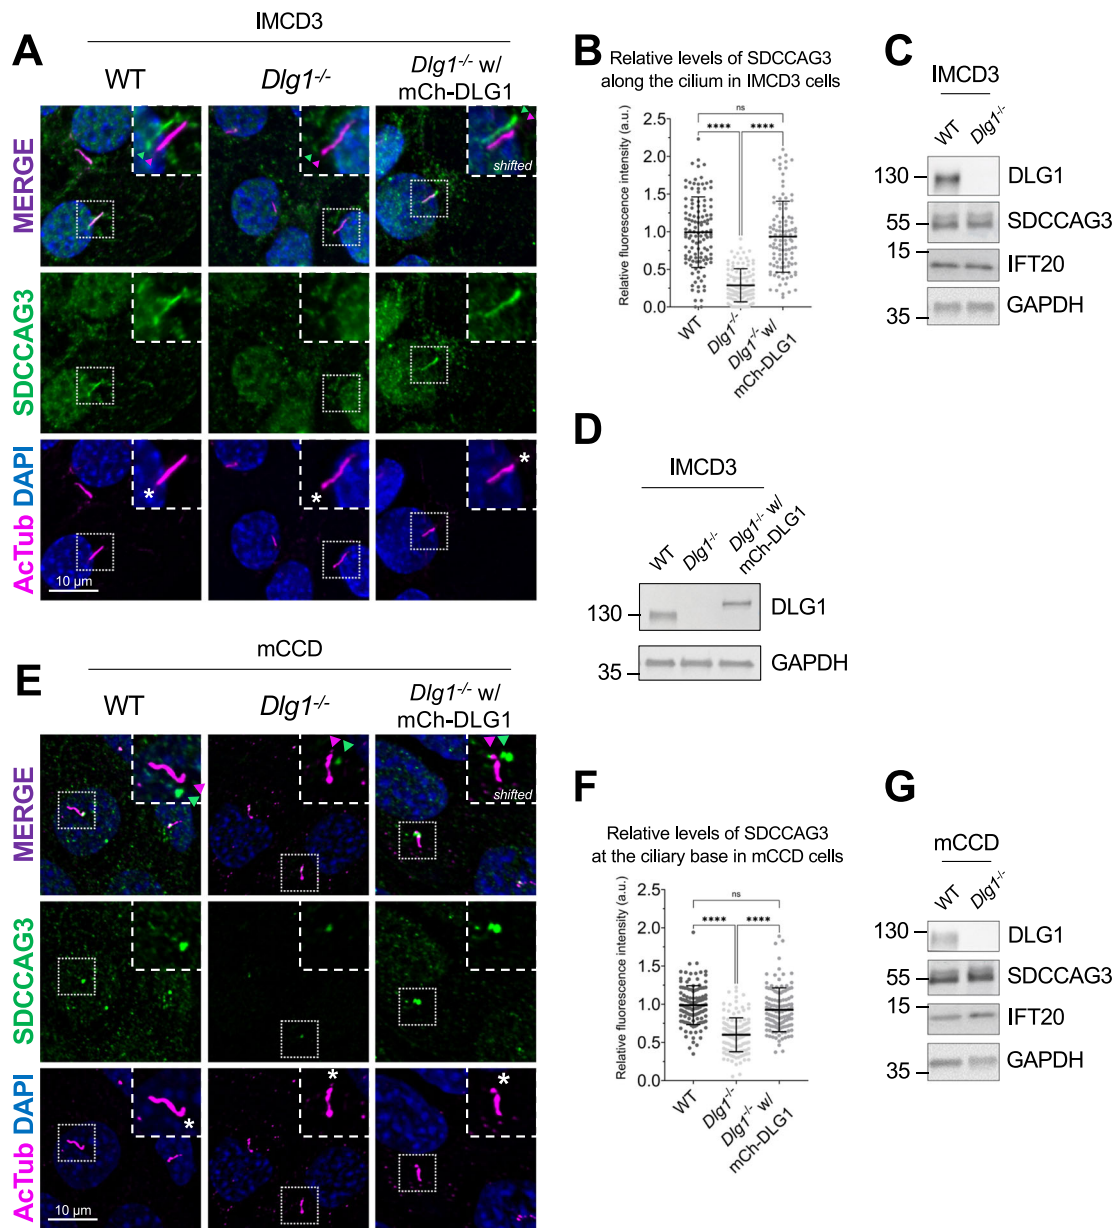 A
IMCD3
WT
Dlg1-/-
Dlg1-/- w/
mCh-DLG1
MERGE
shifted
SDCCAG3
AcTub DAPI
*
*
*
10 µm
B
Relative levels of SDCCAG3
along the cilium in IMCD3 cells
Relative fluorescence intensity (a.u.)
ns
**** ****
2.5
2.0
1.5
1.0
0.5
0.0
WT
Dlg1-/-
Dlg1-/- w/
mCh-DLG1
C
IMCD3
WT
Dlg1-/-
130
DLG1
55
SDCCAG3
15
IFT20
GAPDH
35
D
IMCD3
WT
Dlg1-/-
Dlg1-/- w/
mCh-DLG1
130
DLG1
GAPDH
35
E
mCCD
WT
Dlg1-/-
Dlg1-/- w/
mCh-DLG1
MERGE
shifted
SDCCAG3
AcTub DAPI
*
*
*
10 µm
F
Relative levels of SDCCAG3
at the ciliary base in mCCD cells
Relative fluorescence intensity (a.u.)
ns
**** ****
2.5
2.0
1.5
1.0
0.5
0.0
WT
Dlg1-/-
Dlg1-/- w/
mCh-DLG1
G
mCCD
WT
Dlg1-/-
130
DLG1
55
SDCCAG3
15
IFT20
GAPDH
35